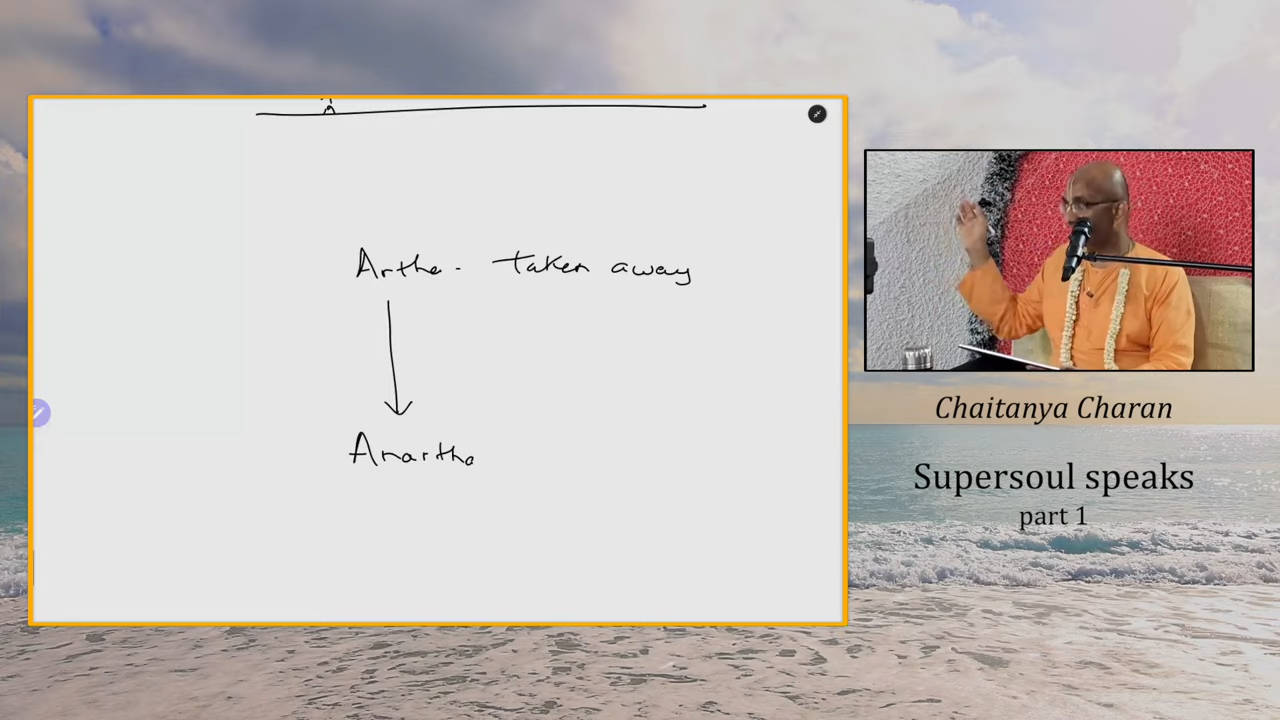 Artha - Taken away
Anartha
Chaitanya Charan
Supersoul speaks
part 1